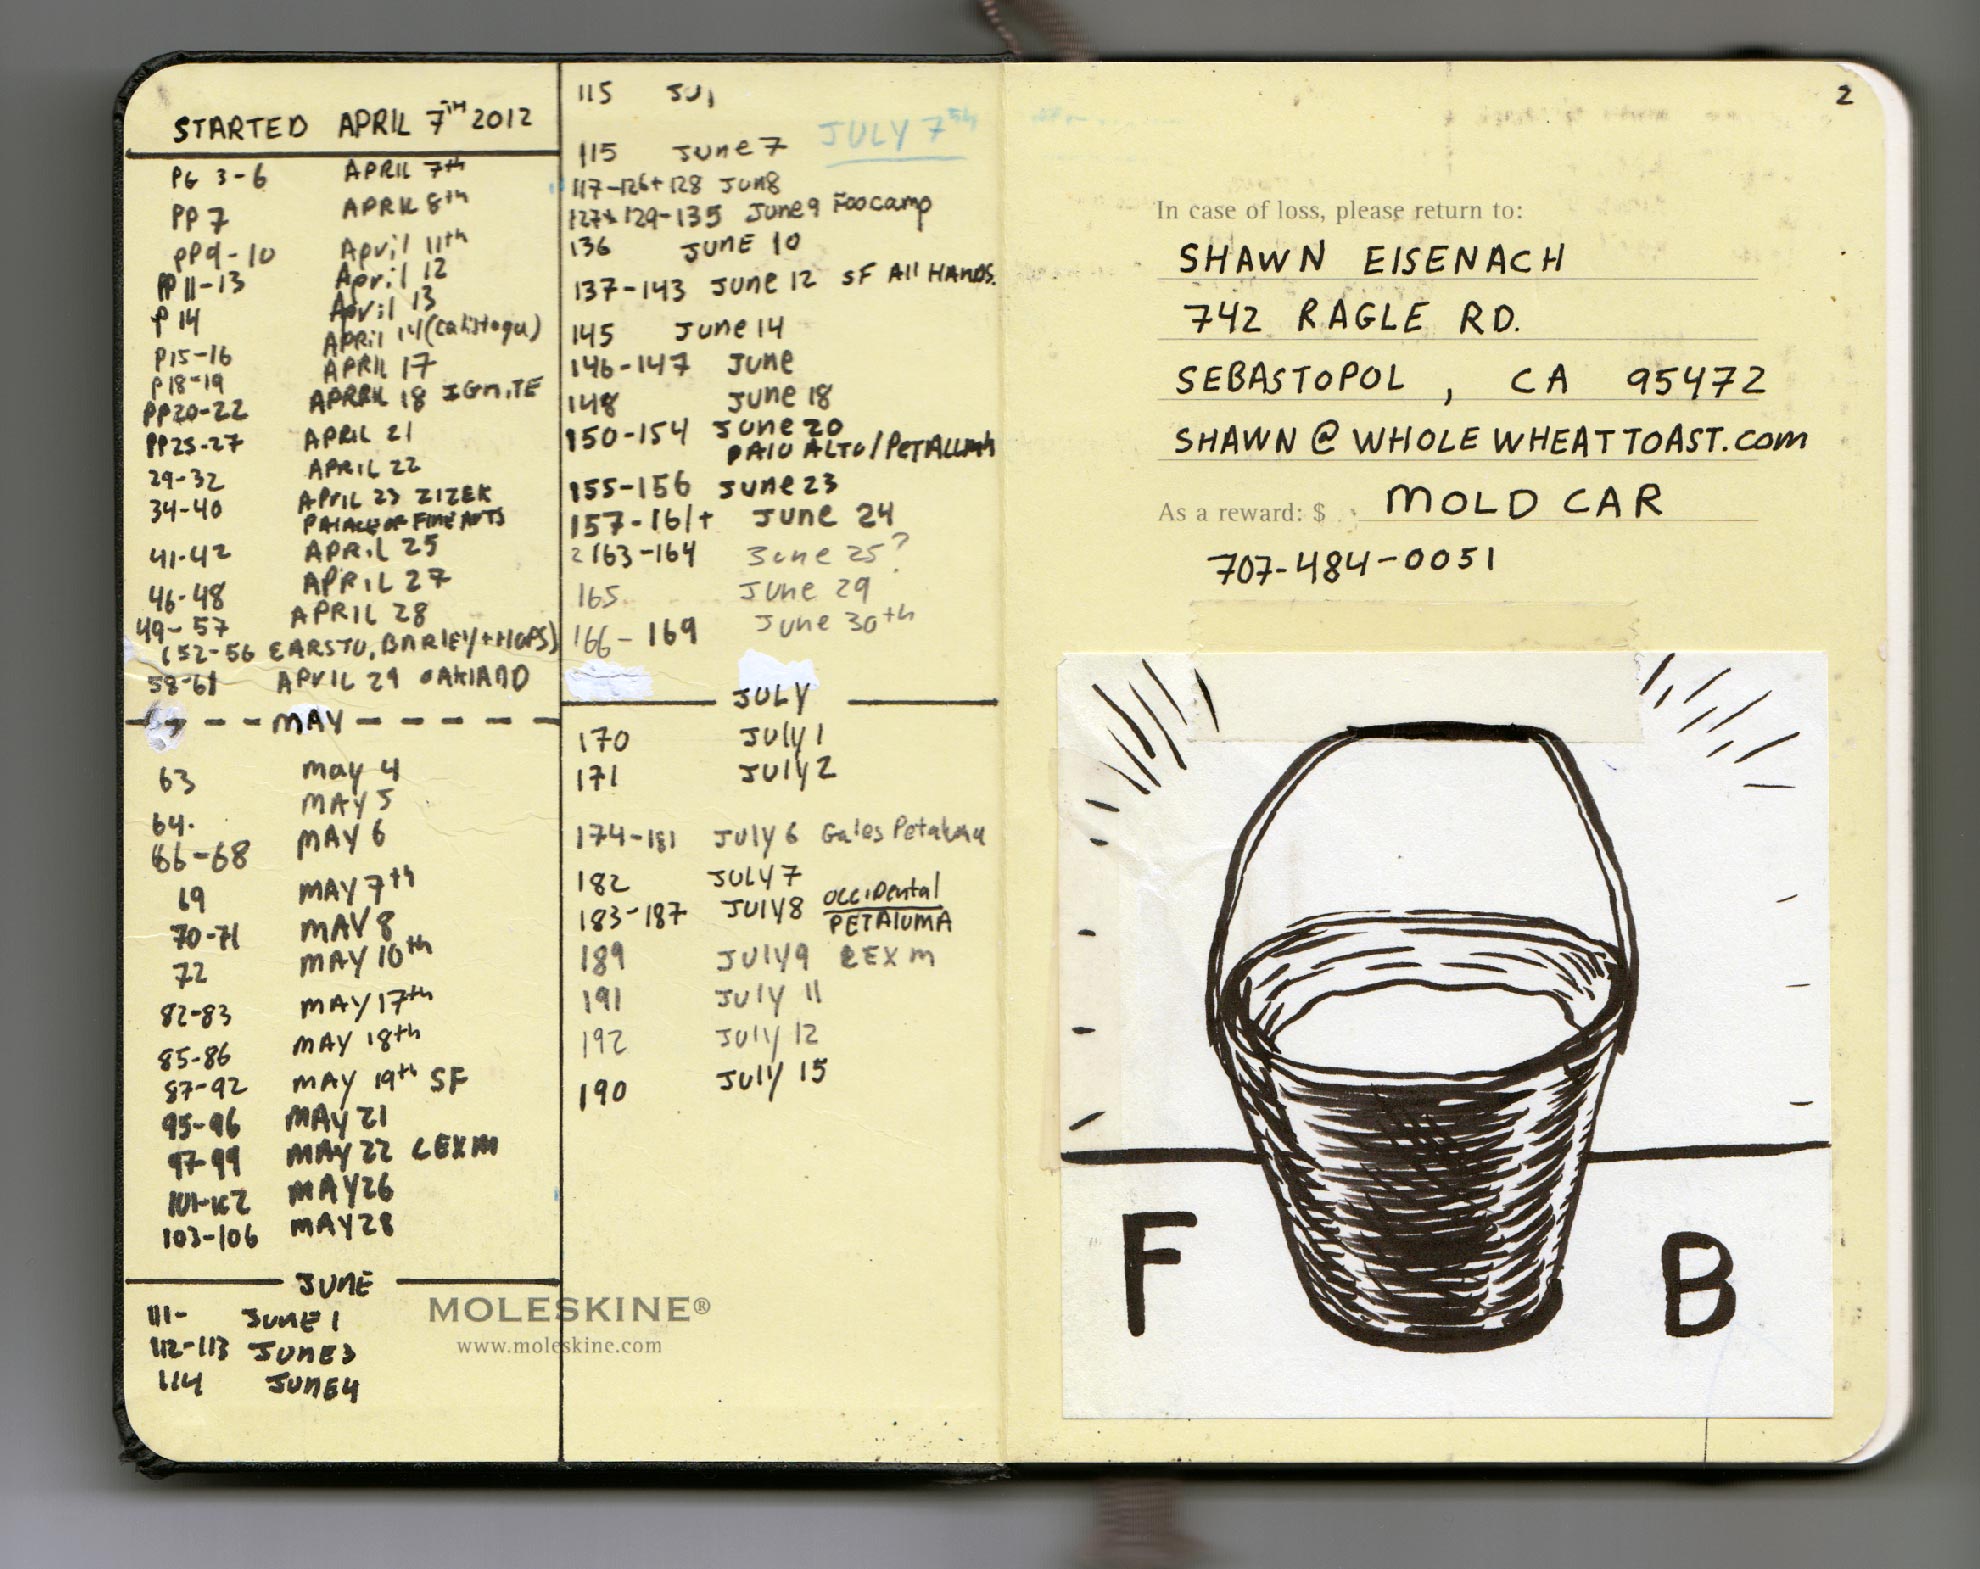 STARTED APRIL 7TH 2012
PG 3-6 APRIL 7th
PP 7 APRIL 8th
PP9-10 April 11th
PP 11-13 April 12
P 14 April 13
P15-16 APRIL 14 (Calistoga)
P18-19 APRIL 17
PP20-22 APRIL 18 IGNITE
PP25-27 APRIL 21
29-32 APRIL 22
34-40 APRIL 23 ZIZEK
PALACE OF FINE ARTS
41-42 APRIL 25
46-48 APRIL 27
49-57 APRIL 28
(52-56 EARSTU, BARLEY + HOPS)
58-61 APRIL 29 OAKLAND
MAY
63 May 4
64. MAY 5
66-68 MAY 6
69 MAY 7th
70-71 MAY 8
72 MAY 10th
82-83 MAY 17th
85-86 MAY 18th
87-92 MAY 19th SF
95-96 MAY 21
97-99 MAY 22 LEXM
101-102 MAY 26
103-106 MAY 28
JUNE
111- JUNE 1
112-113 JUNE 3
114 JUNE 4
MOLESKINE®
www.moleskine.com
115 JU
JULY 7
115 June 7
117-126+128 Jun8
127+129-135 June 9 Foocamp
136 JUNE 10
137-143 June 12 SF All HANDS.
145 June 14
146-147 June
148 June 18
150-154 June 20
PALO ALTO/PETALUMA
155-156 June 23
157-161+ June 24
163-164 June 25?
165 June 29
166-169 June 30th
JULY
170 July 1
171 July 2
174-181 July 6 Gales Petaluma
182 JULY 7
183-187 July 8 OCCIDental
PETALUMA
189 July 9 LEXM
191 July 11
192 July 12
190 July 15
2
In case of loss, please return to:
SHAWN EISENACH
742 RAGLE RD.
SEBASTOPOL, CA 95472
SHAWN@WHOLEWHEATTOAST.com
As a reward: $ MOLD CAR
707-484-0051
F B